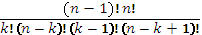 (n − 1)! n!
k! (n − k)! (k − 1)! (n − k + 1)!